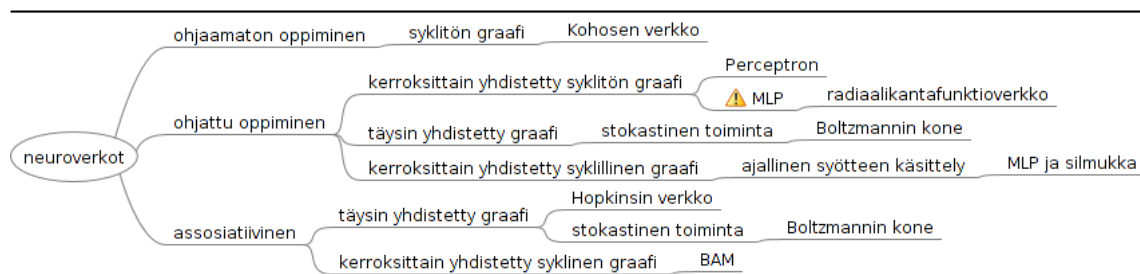 neuroverkot
ohjaamaton oppiminen
syklitön graafi
Kohosen verkko
ohjattu oppiminen
kerroksittain yhdistetty syklitön graafi
Perceptron
MLP
radiaalikantafunktioverkko
täysin yhdistetty graafi
stokastinen toiminta
Boltzmannin kone
kerroksittain yhdistetty syklillinen graafi
ajallinen syötteen käsittely
MLP ja silmukka
assosiatiivinen
täysin yhdistetty graafi
Hopkinsin verkko
stokastinen toiminta
Boltzmannin kone
kerroksittain yhdistetty syklinen graafi
BAM